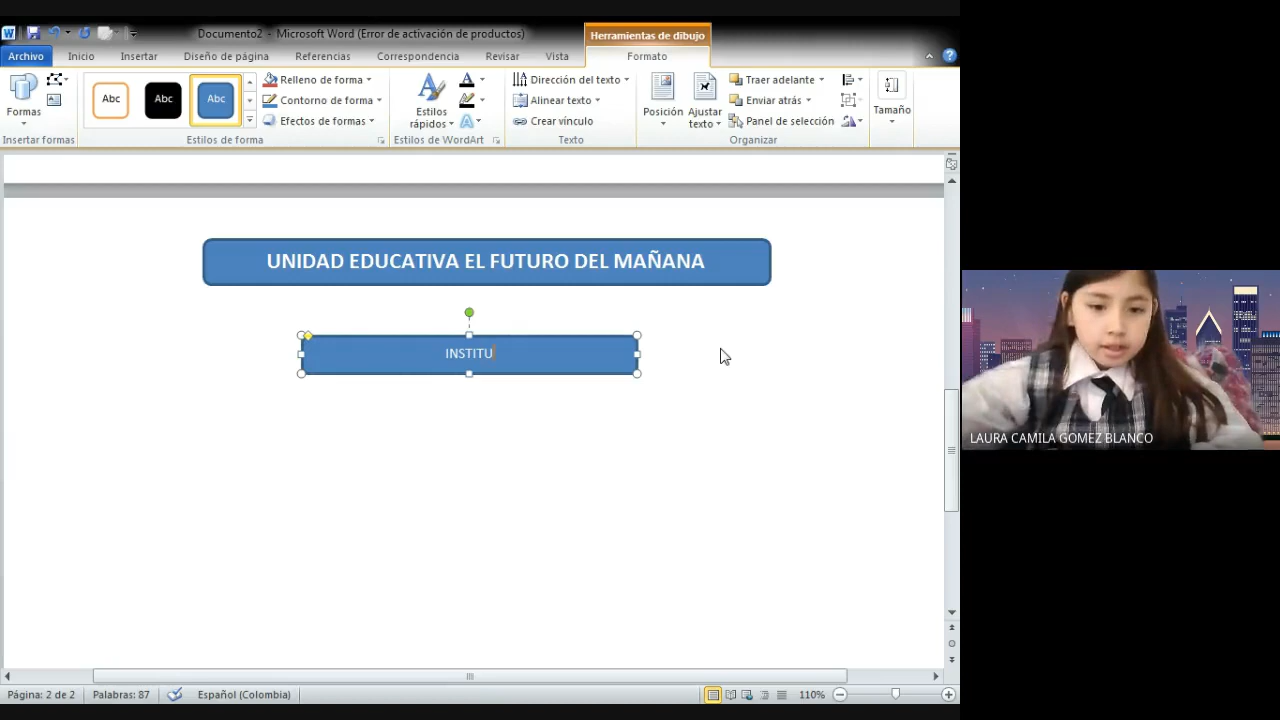 Documento2 - Microsoft Word (Error de activación de productos)
Herramientas de dibujo
Archivo Inicio Insertar Diseño de página Referencias Correspondencia Revisar Vista Formato
Formas
Abc Abc Abc
Relleno de forma
Contorno de forma
Efectos de forma
Estilos rápidos
Dirección del texto
Alinear texto
Crear vínculo
Posición
Ajustar texto
Traer adelante
Enviar atrás
Panel de selección
Tamaño
Insertar formas Estilos de forma Estilos de WordArt Texto Organizar
UNIDAD EDUCATIVA EL FUTURO DEL MAÑANA
INSTITU
LAURA CAMILA GOMEZ BLANCO
Página: 2 de 2 Palabras: 87 Español (Colombia) 110%